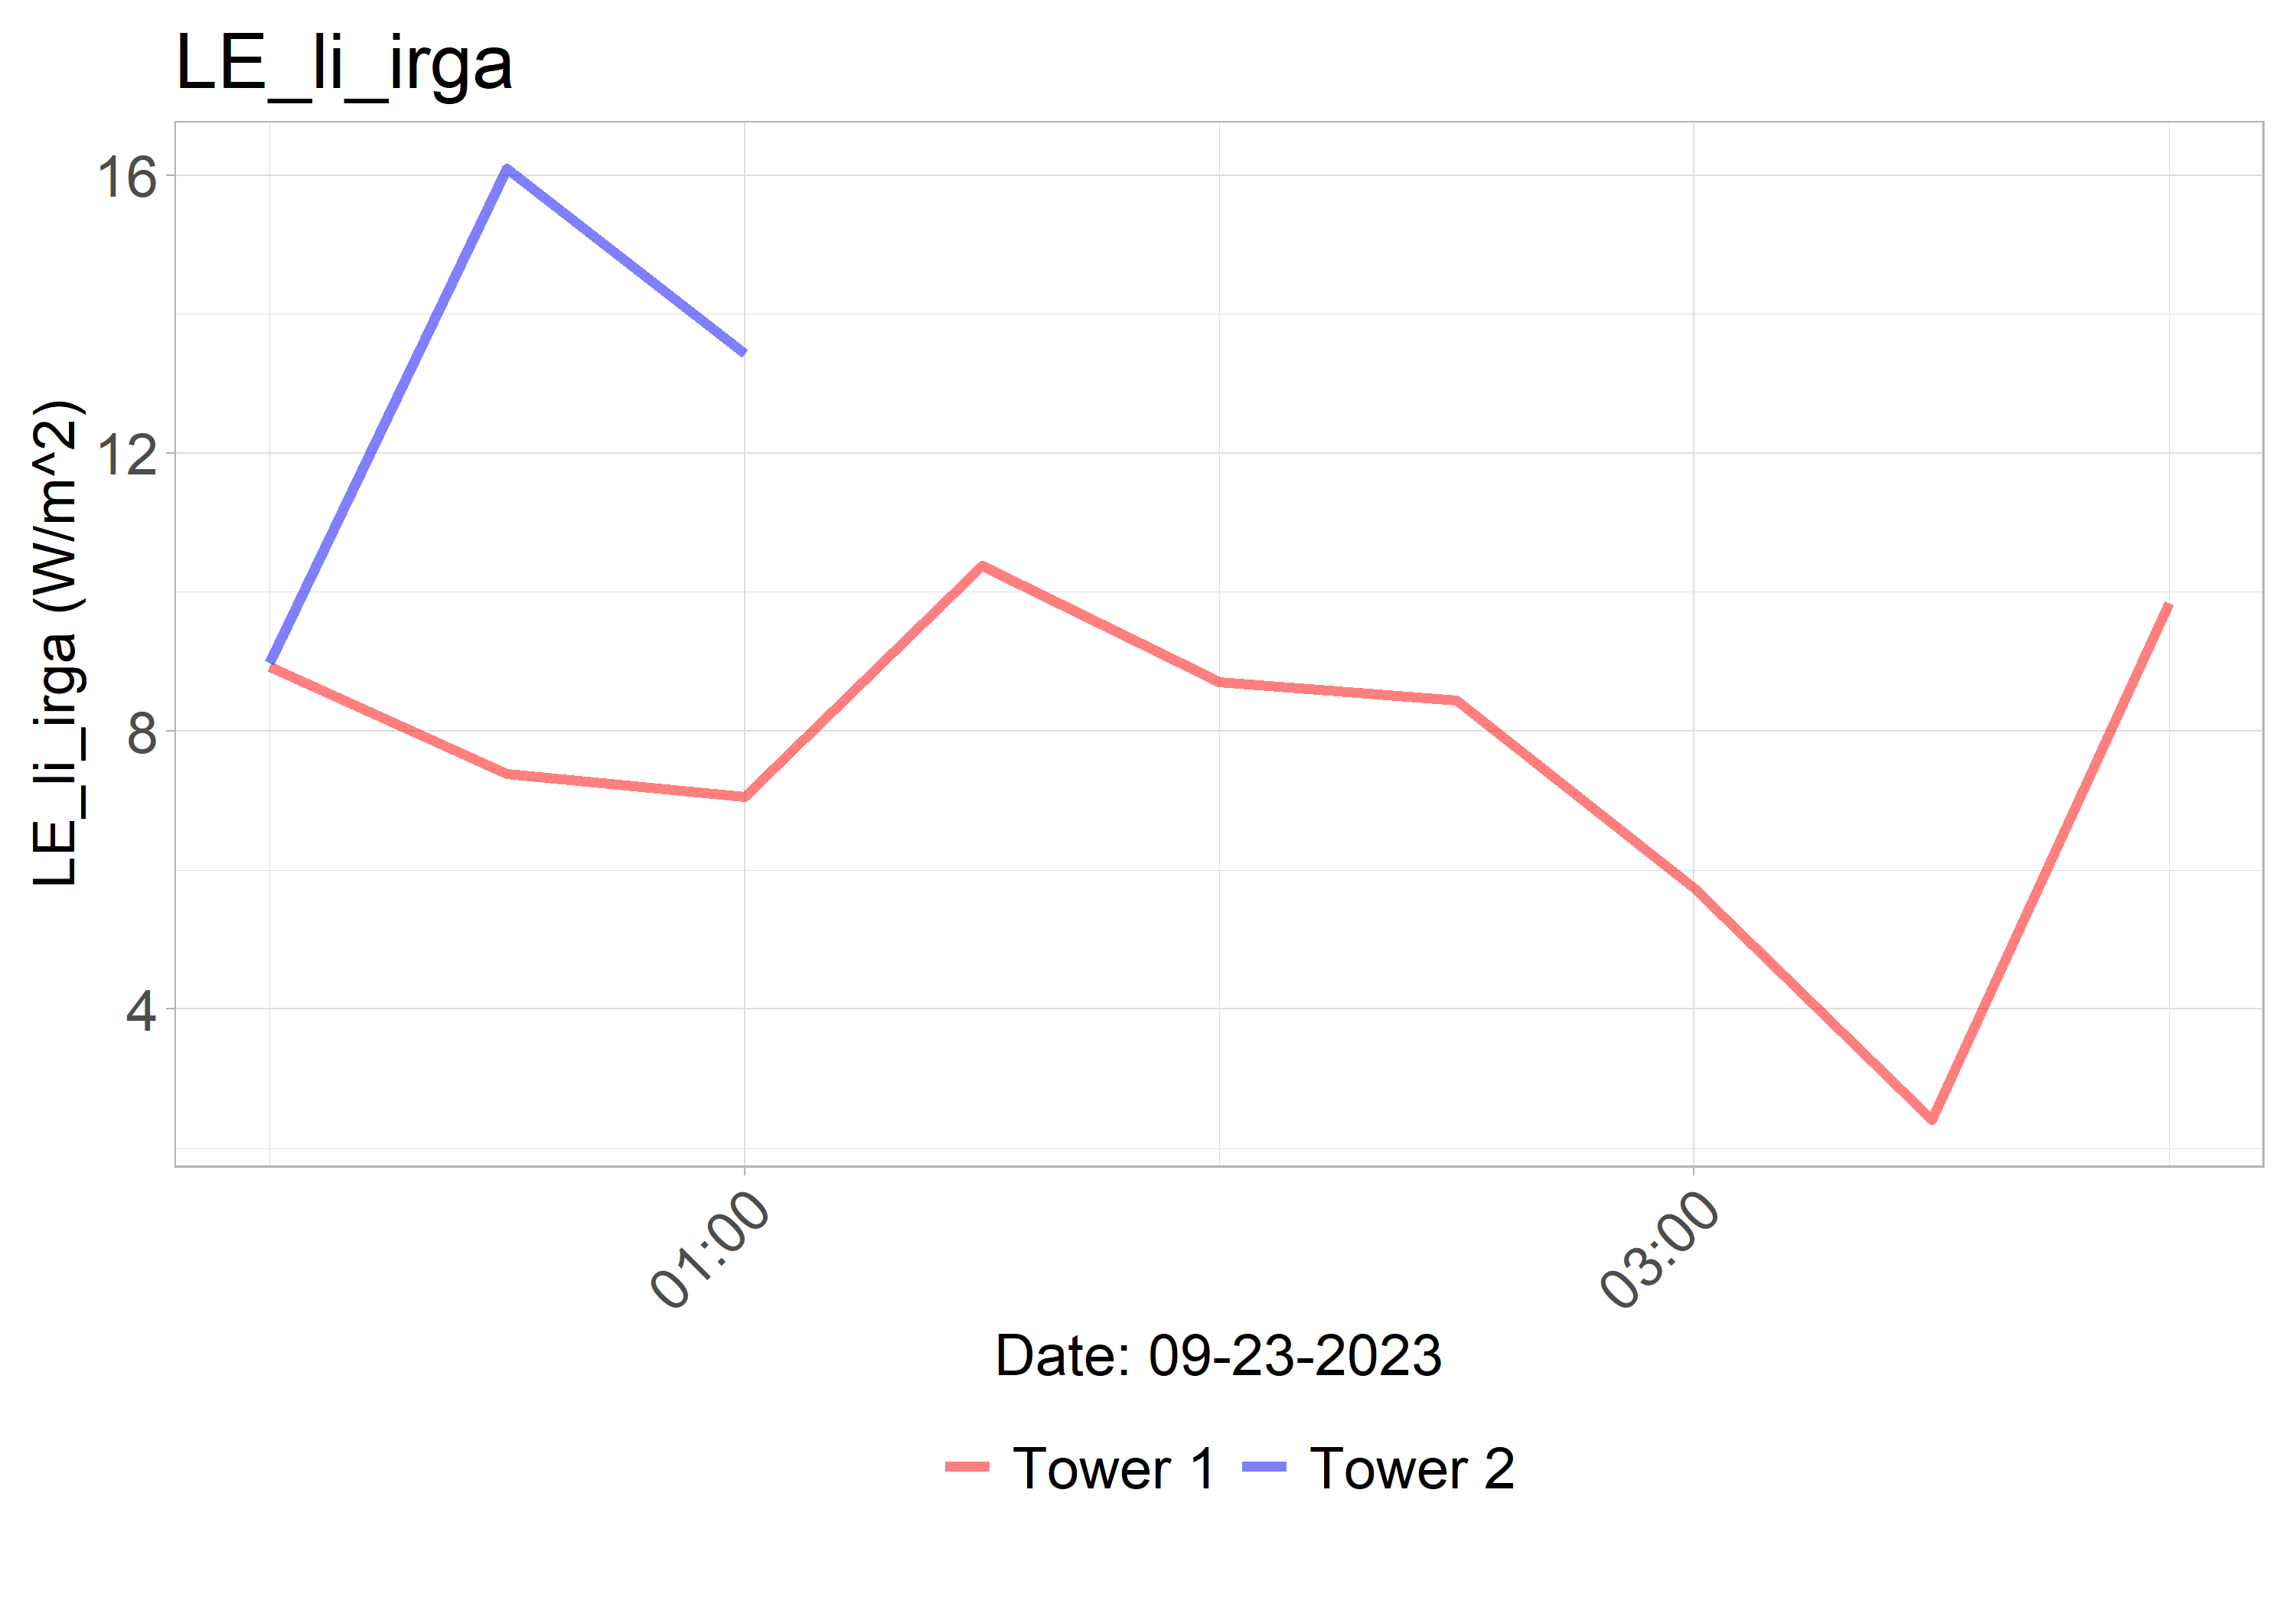 LE_li_irga
LE_li_irga (W/m^2)
16
12
8
4
01:00
03:00
Date: 09-23-2023
Tower 1
Tower 2